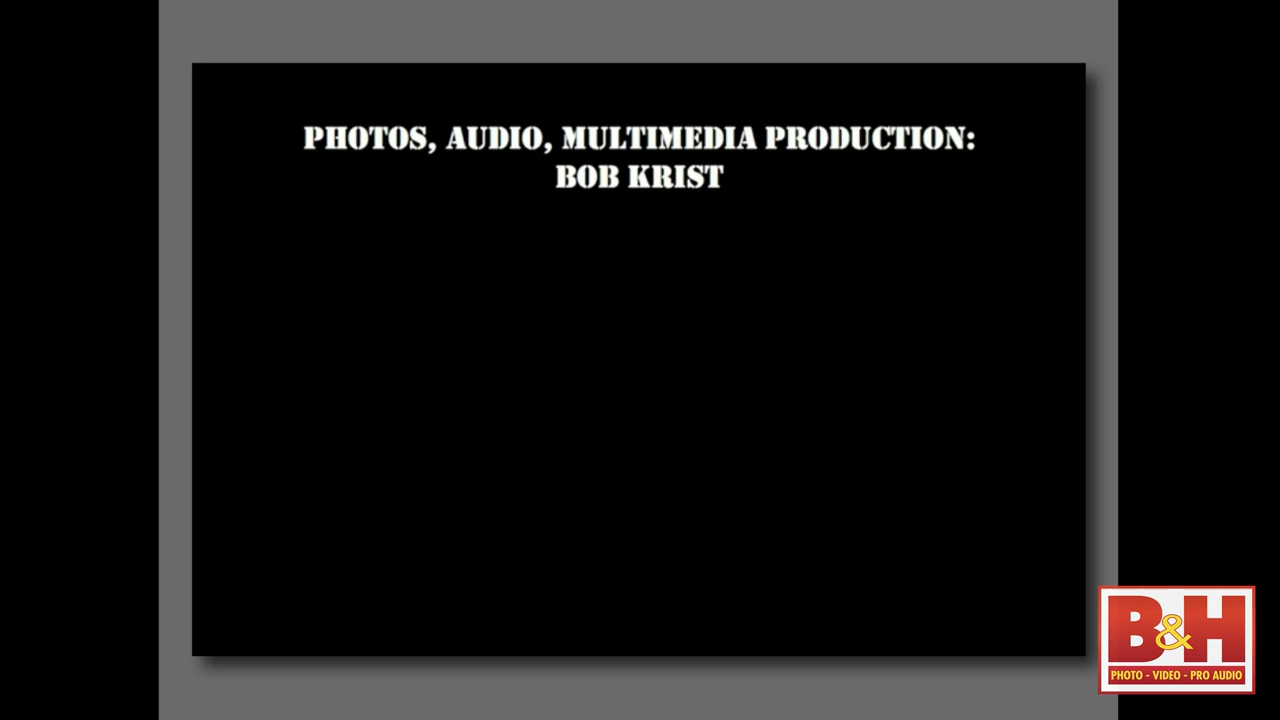 PHOTOS, AUDIO, MULTIMEDIA PRODUCTION:
BOB KRIST
B&H
PHOTO - VIDEO - PRO AUDIO